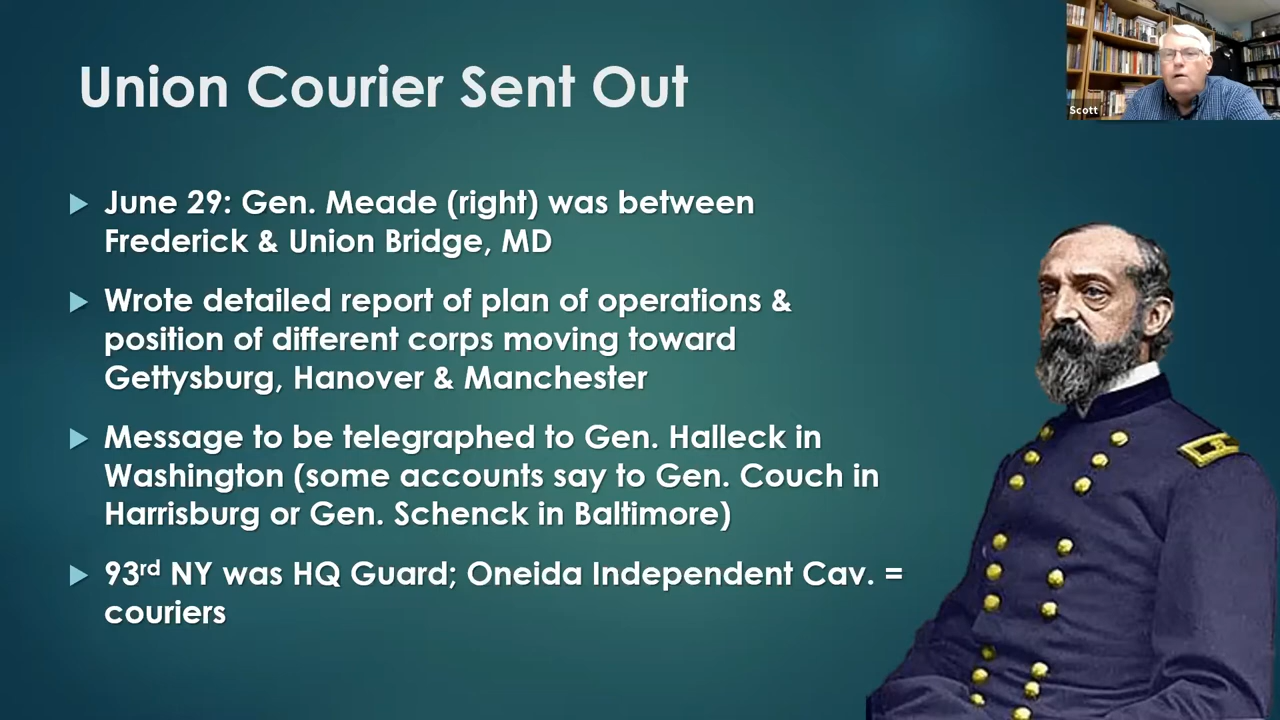 Union Courier Sent Out
Scott
June 29: Gen. Meade (right) was between
Frederick & Union Bridge, MD
Wrote detailed report of plan of operations &
position of different corps moving toward
Gettysburg, Hanover & Manchester
Message to be telegraphed to Gen. Halleck in
Washington (some accounts say to Gen. Couch in
Harrisburg or Gen. Schenck in Baltimore)
93rd NY was HQ Guard; Oneida Independent Cav. =
couriers